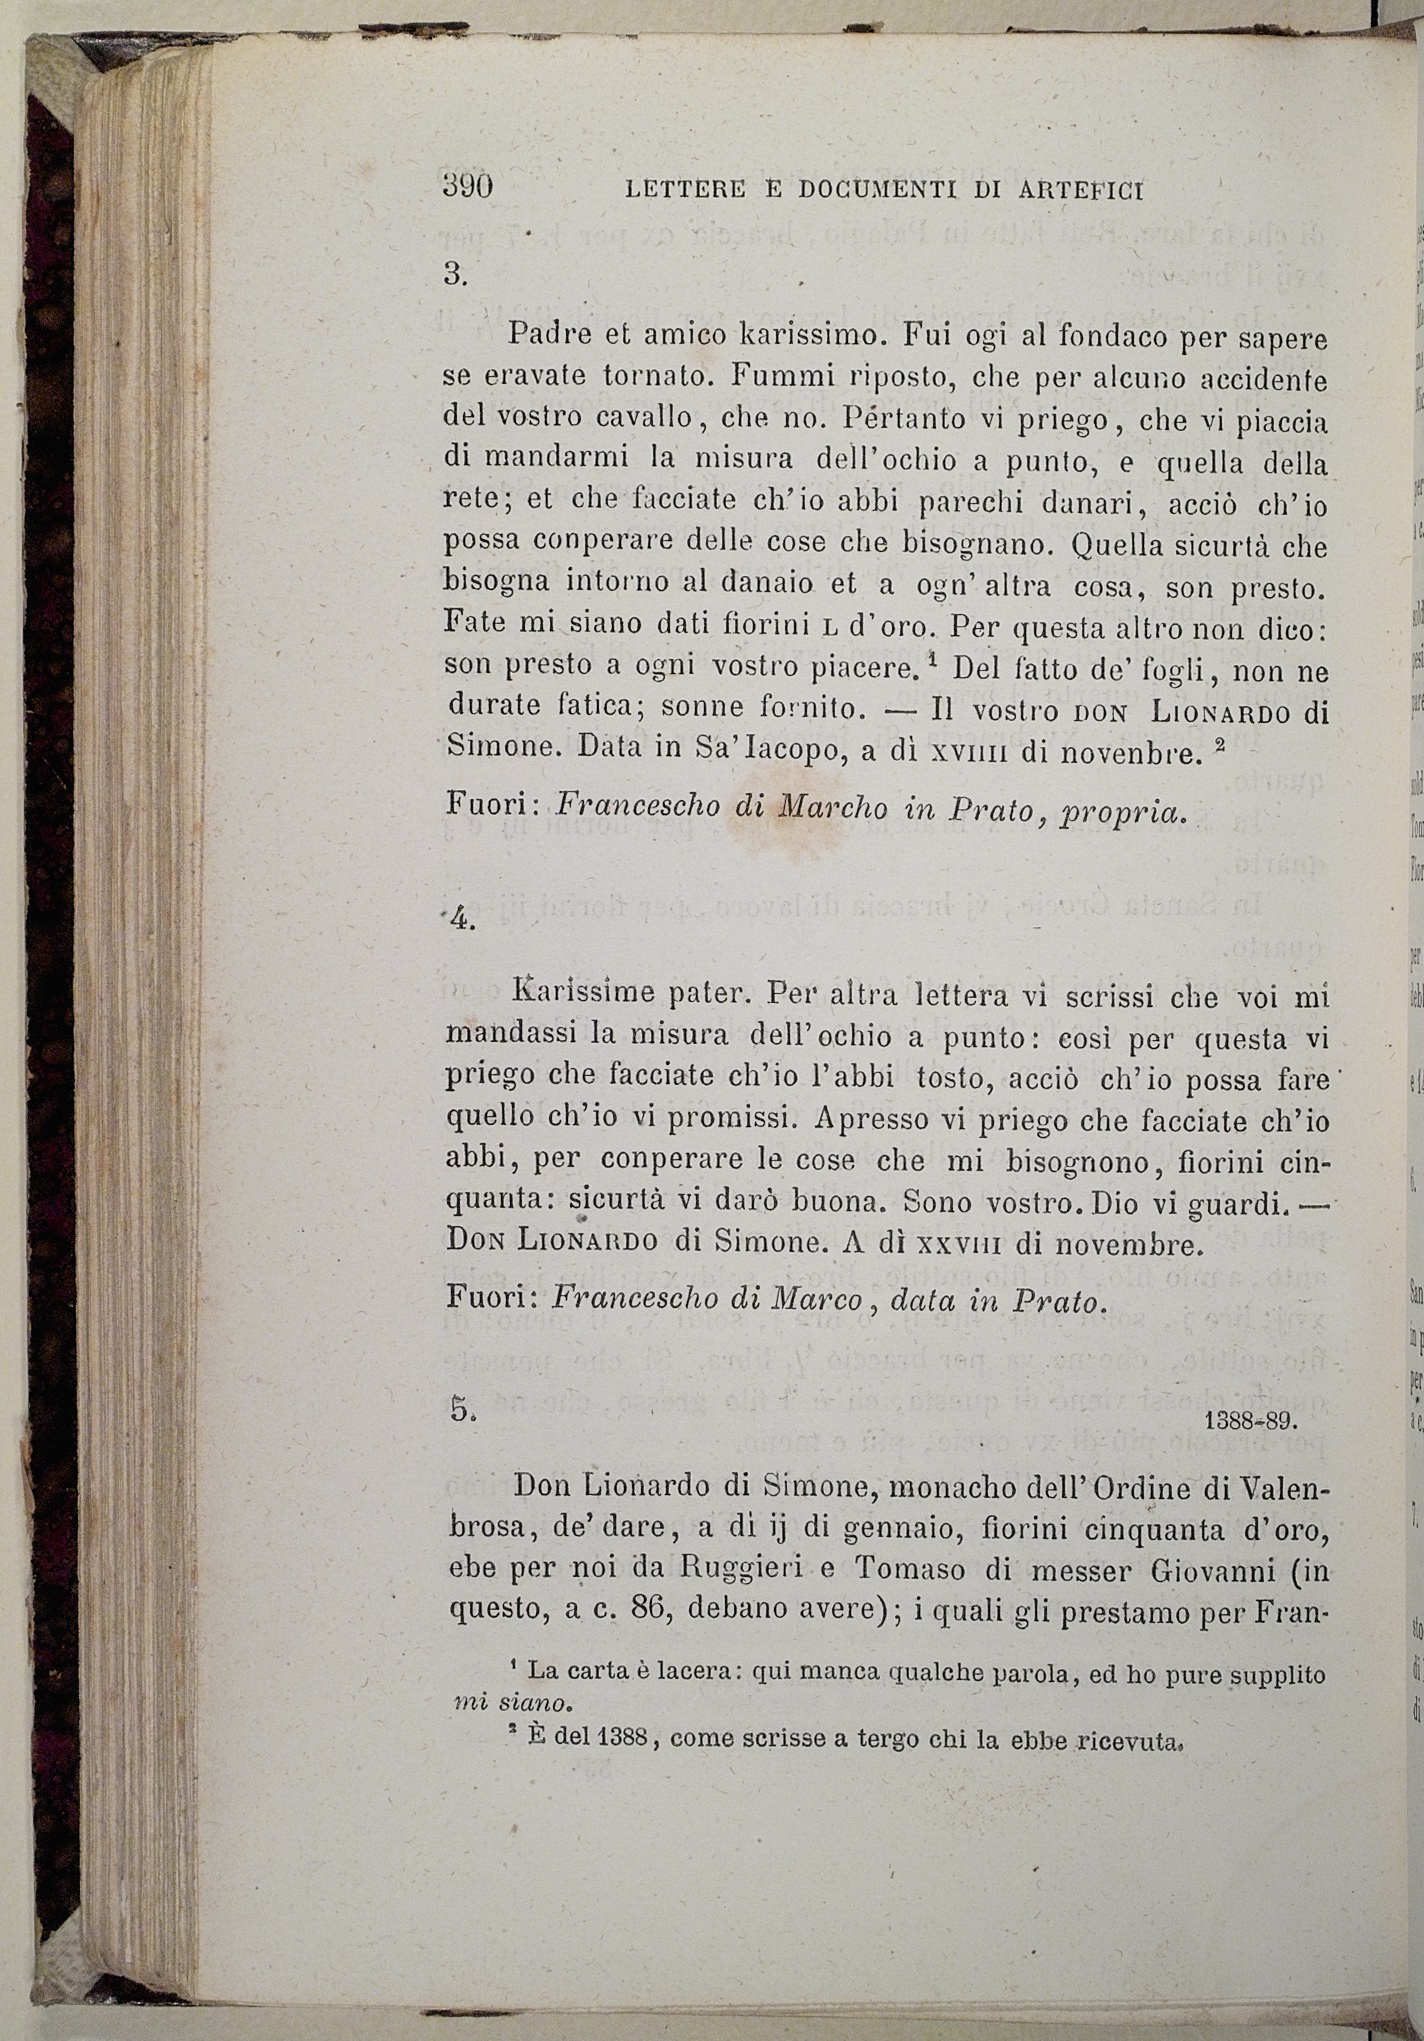 390 LETTERE E DOCUMENTI DI ARTEFICI
3.
Padre et amico karissimo. Fui ogi al fondaco per sapere
se eravate tornato. Fummi riposto, che per alcuno accidente
del vostro cavallo, che no. Pértanto vi priego, che vi piaccia
di mandarmi la misura dell'ochio a punto, e quella della
rete; et che facciate ch'io abbi parechi danari, acciò ch'io
possa conperare delle cose che bisognano. Quella sicurtà che
bisogna intorno al danaio et a ogn'altra cosa, son presto.
Fate mi siano dati fiorini L d'oro. Per questa altro non dico:
son presto a ogni vostro piacere.¹ Del fatto de' fogli, non ne
durate fatica; sonne fornito. — Il vostro DON LIONARDO di
Simone. Data in Sa' Iacopo, a dì XVIIII di novenbre.²
Fuori: Francescho di Marcho in Prato, propria.
4.
Karissime pater. Per altra lettera vi scrissi che voi mi
mandassi la misura dell'ochio a punto: così per questa vi
priego che facciate ch'io l'abbi tosto, acciò ch'io possa fare
quello ch'io vi promissi. Apresso vi priego che facciate ch'io
abbi, per conperare le cose che mi bisognono, fiorini cin-
quanta: sicurtà vi darò buona. Sono vostro. Dio vi guardi. —
DON LIONARDO di Simone. A dì XXVIII di novembre.
Fuori: Francescho di Marco, data in Prato.
5.
1388-89.
Don Lionardo di Simone, monacho dell'Ordine di Valen-
brosa, de' dare, a dì ij di gennaio, fiorini cinquanta d'oro,
ebe per noi da Ruggieri e Tomaso di messer Giovanni (in
questo, a c. 86, debano avere); i quali gli prestamo per Fran-
¹ La carta è lacera: qui manca qualche parola, ed ho pure supplito
mi siano.
² È del 1388, come scrisse a tergo chi la ebbe ricevuta.